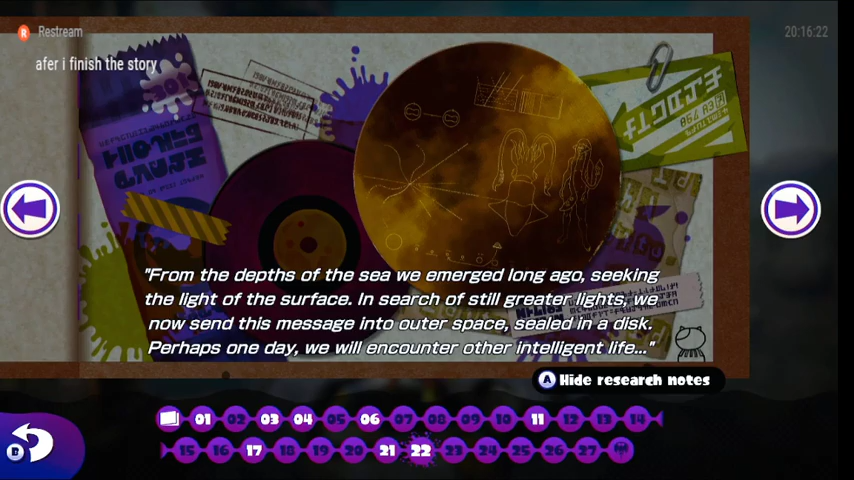 Restream
20:16:22
afer i finish the story
"From the depths of the sea we emerged long ago, seeking
the light of the surface. In search of still greater lights, we
now send this message into outer space, sealed in a disk.
Perhaps one day, we will encounter other intelligent life..."
A Hide research notes
01 02 03 04 05 06 07 08 09 10 11 12 13 14
B
15 16 17 18 19 20 21 22 23 24 25 26 27